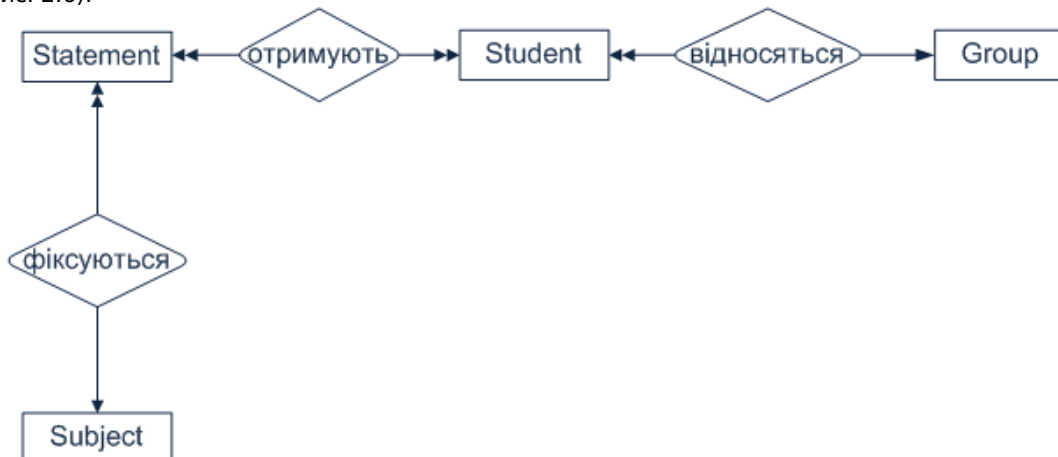 Statement
отримують
Student
відносяться
Group
фіксуються
Subject